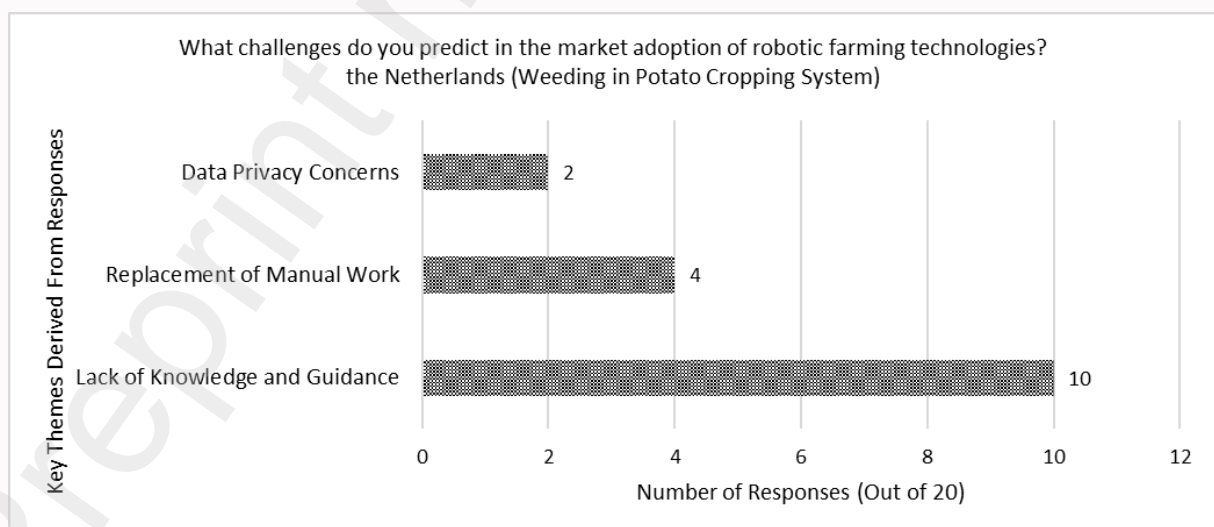 What challenges do you predict in the market adoption of robotic farming technologies?
the Netherlands (Weeding in Potato Cropping System)
Key Themes Derived From Responses
Data Privacy Concerns
2
Replacement of Manual Work
4
Lack of Knowledge and Guidance
10
0 2 4 6 8 10 12
Number of Responses (Out of 20)
Preprint